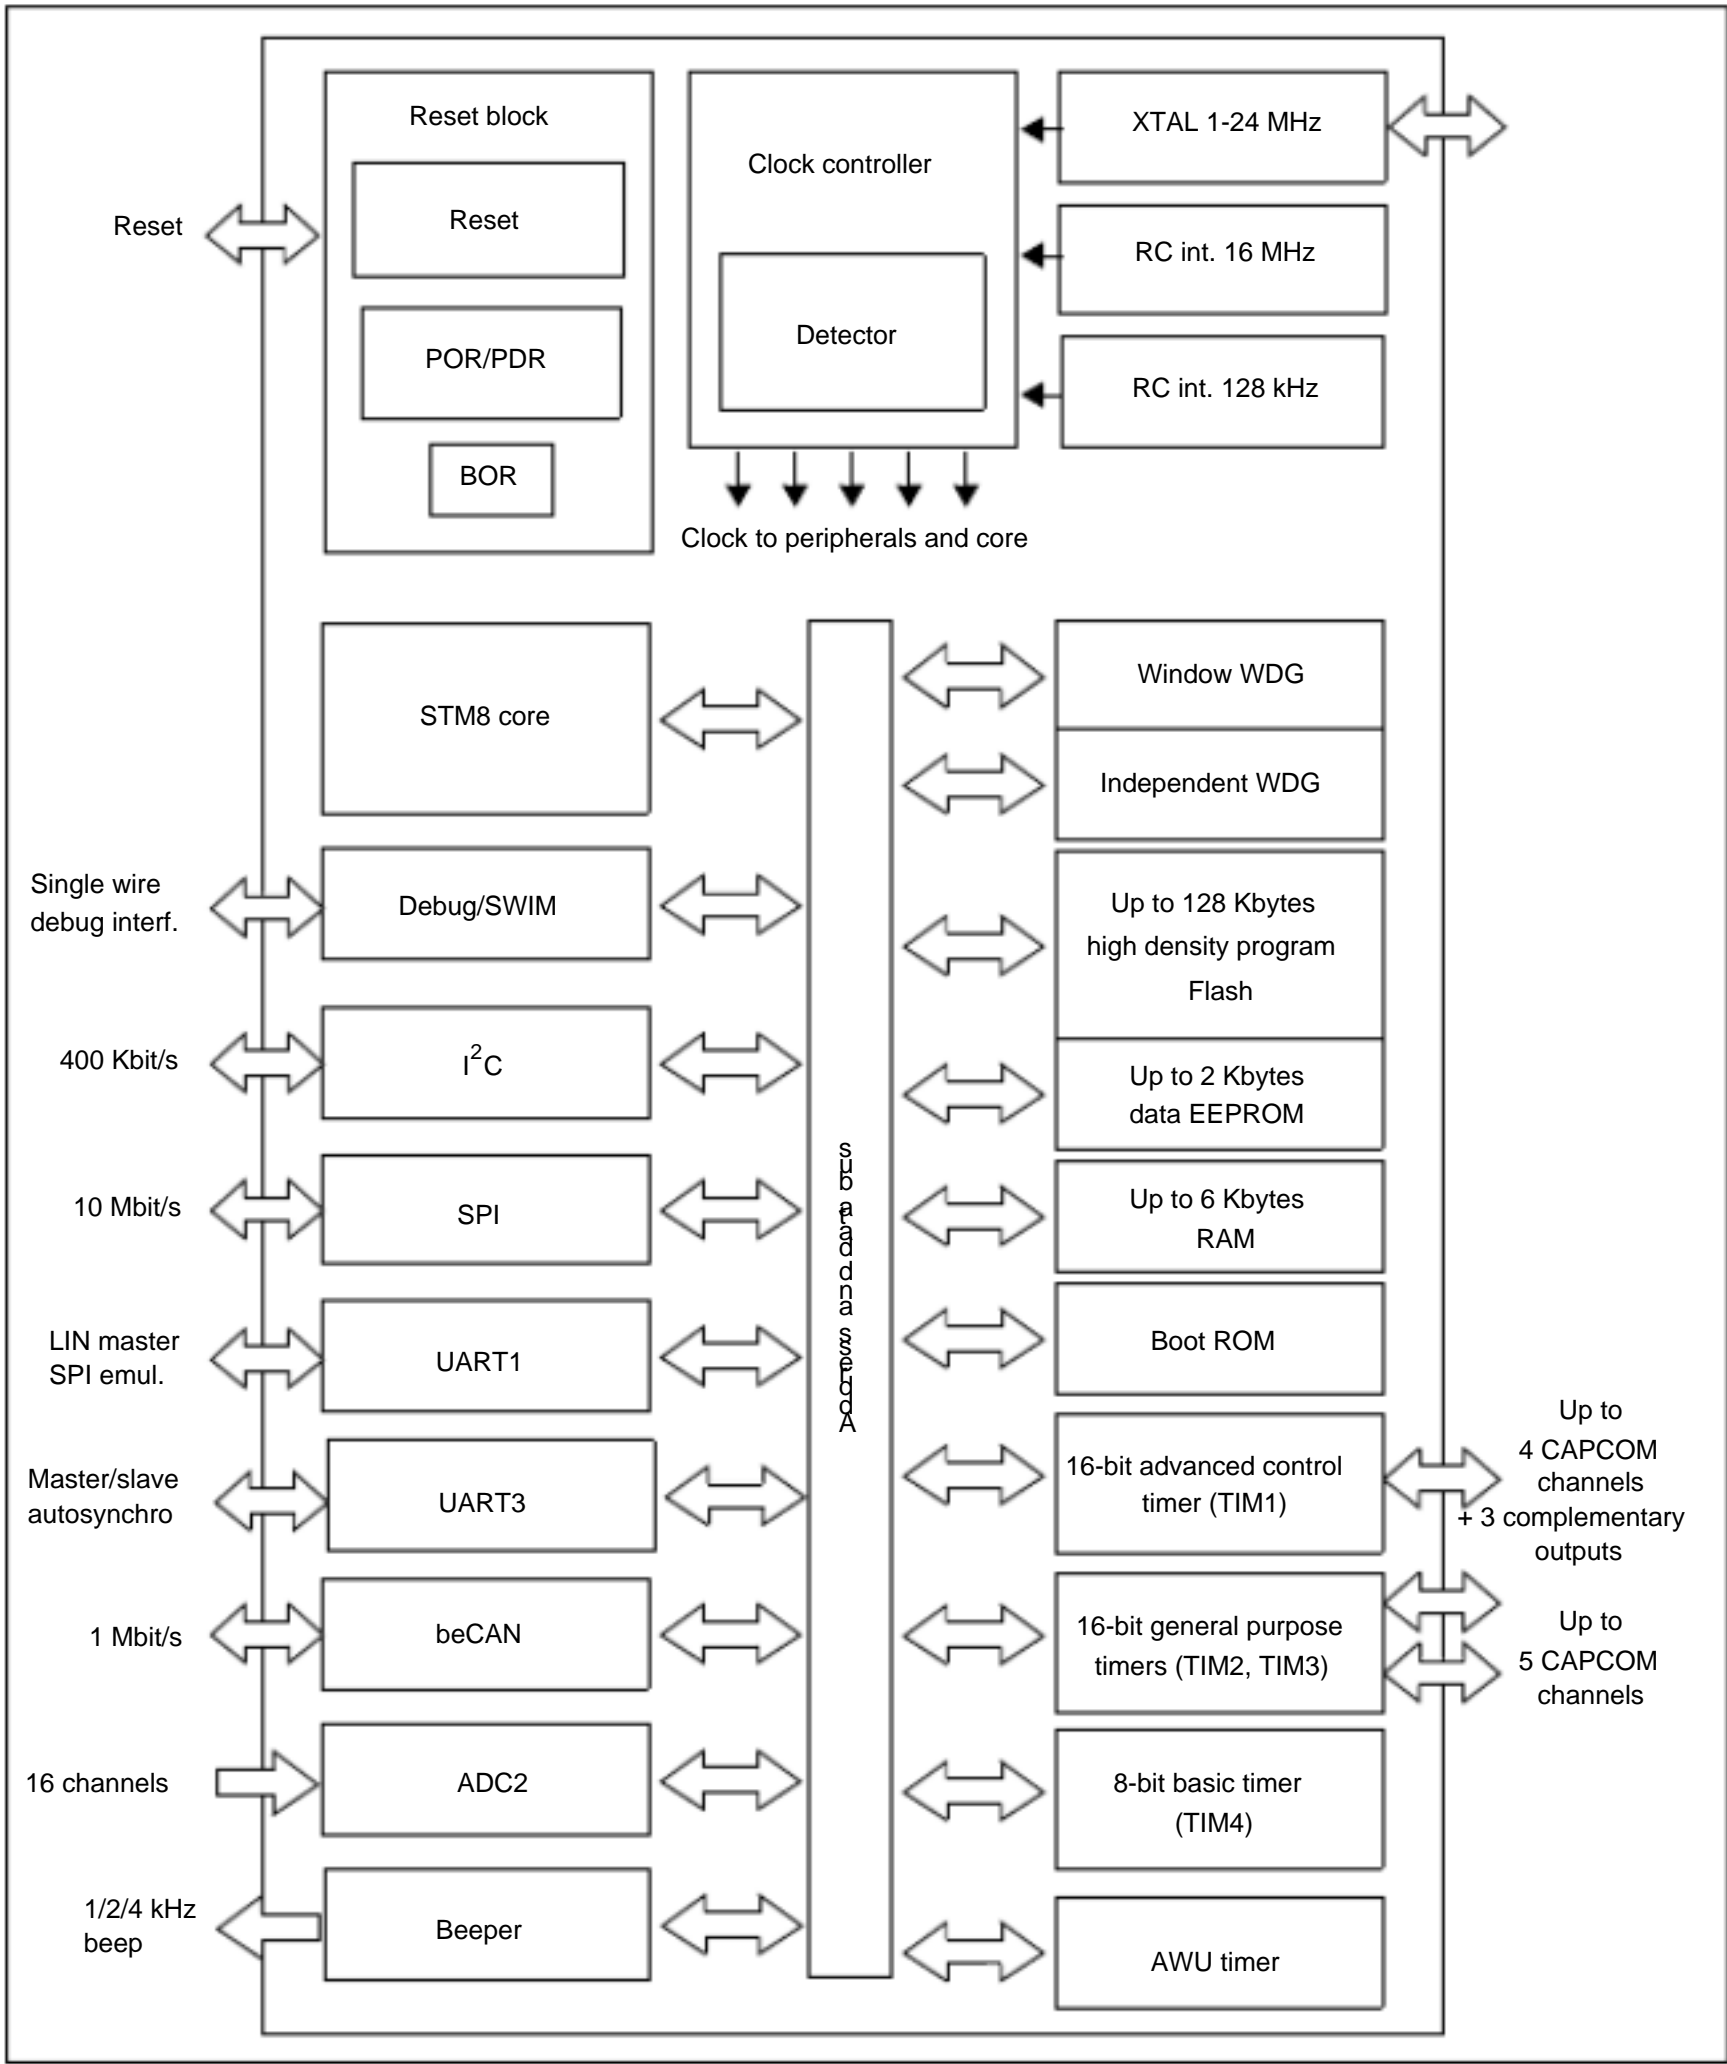 Reset block
Reset
POR/PDR
BOR
Reset
Clock controller
Detector
XTAL 1-24 MHz
RC int. 16 MHz
RC int. 128 kHz
Clock to peripherals and core
STM8 core
Single wire
debug interf.
Debug/SWIM
400 Kbit/s
I²C
10 Mbit/s
SPI
LIN master
SPI emul.
UART1
Master/slave
autosynchro
UART3
1 Mbit/s
beCAN
16 channels
ADC2
1/2/4 kHz
beep
Beeper
Address and data bus
Window WDG
Independent WDG
Up to 128 Kbytes
high density program
Flash
Up to 2 Kbytes
data EEPROM
Up to 6 Kbytes
RAM
Boot ROM
16-bit advanced control
timer (TIM1)
Up to
4 CAPCOM
channels
+ 3 complementary
outputs
16-bit general purpose
timers (TIM2, TIM3)
Up to
5 CAPCOM
channels
8-bit basic timer
(TIM4)
AWU timer